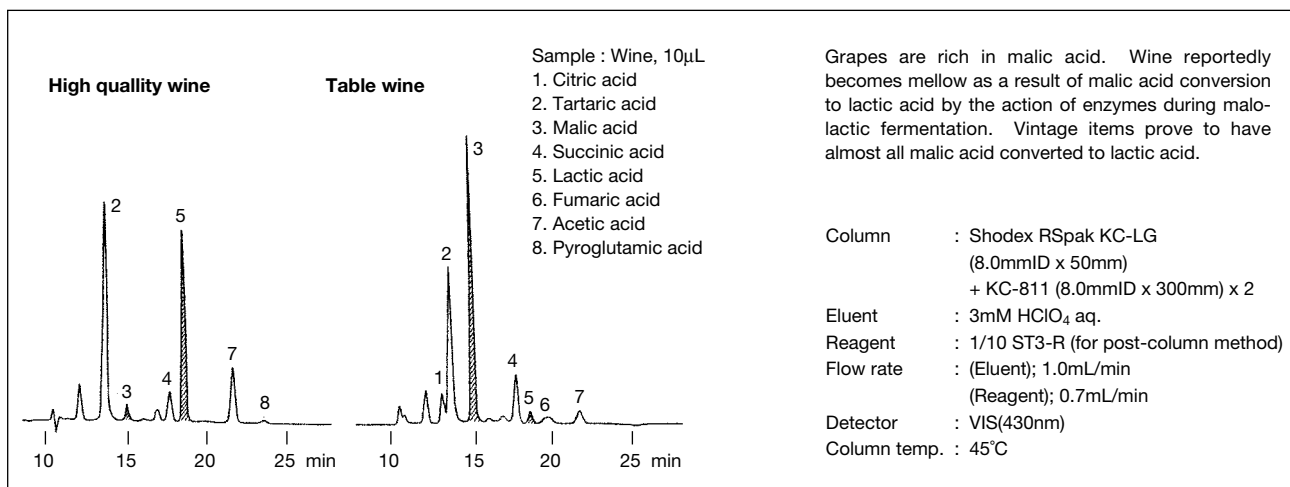 High quallity wine
2
5
7
3
4
8
10 15 20 25 min
Table wine
3
2
1
4
5
6
7
10 15 20 25 min
Sample : Wine, 10μL
1. Citric acid
2. Tartaric acid
3. Malic acid
4. Succinic acid
5. Lactic acid
6. Fumaric acid
7. Acetic acid
8. Pyroglutamic acid
Grapes are rich in malic acid. Wine reportedly
becomes mellow as a result of malic acid conversion
to lactic acid by the action of enzymes during malo-
lactic fermentation. Vintage items prove to have
almost all malic acid converted to lactic acid.
Column : Shodex RSpak KC-LG
(8.0mmID x 50mm)
+ KC-811 (8.0mmID x 300mm) x 2
Eluent : 3mM HClO₄ aq.
Reagent : 1/10 ST3-R (for post-column method)
Flow rate : (Eluent); 1.0mL/min
(Reagent); 0.7mL/min
Detector : VIS(430nm)
Column temp. : 45˚C